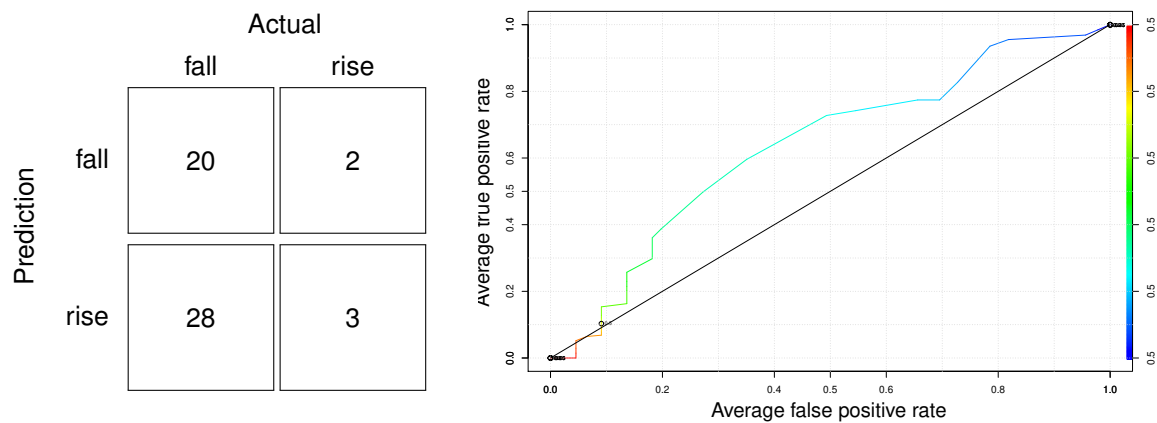 Actual
fall rise
Prediction
fall 20 2
rise 28 3
Average true positive rate
1.0
0.8
0.6
0.5
0.4
0.2
0.0
0.0 0.2 0.4 0.5 0.6 0.8 1.0
Average false positive rate
0.5
0.5
0.5
0.5
0.5
0.5